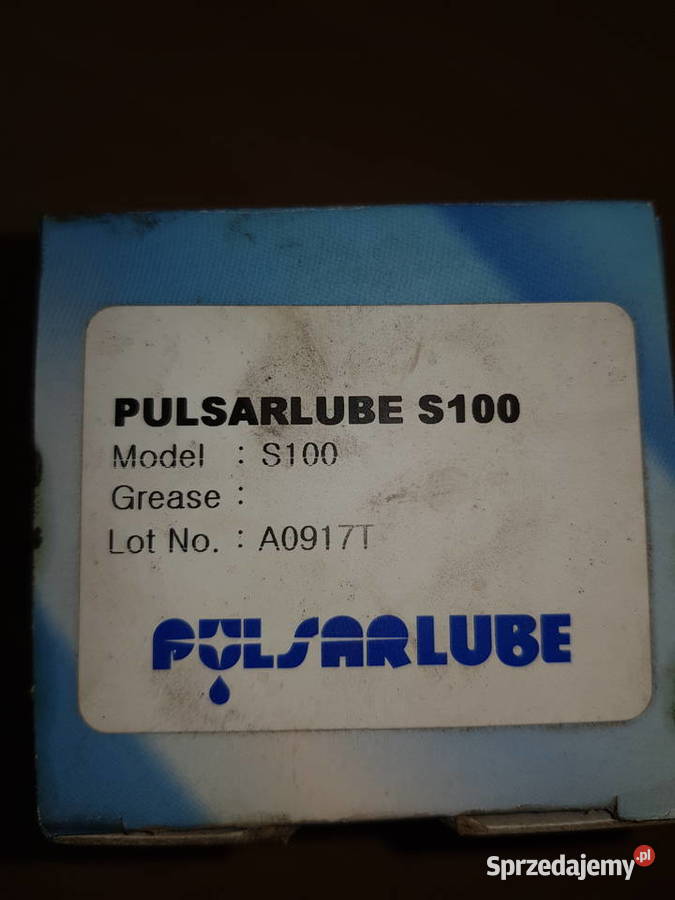 PULSARLUBE S100
Model : S100
Grease :
Lot No. : A0917T
PULSARLUBE
Sprzedajemy.pl